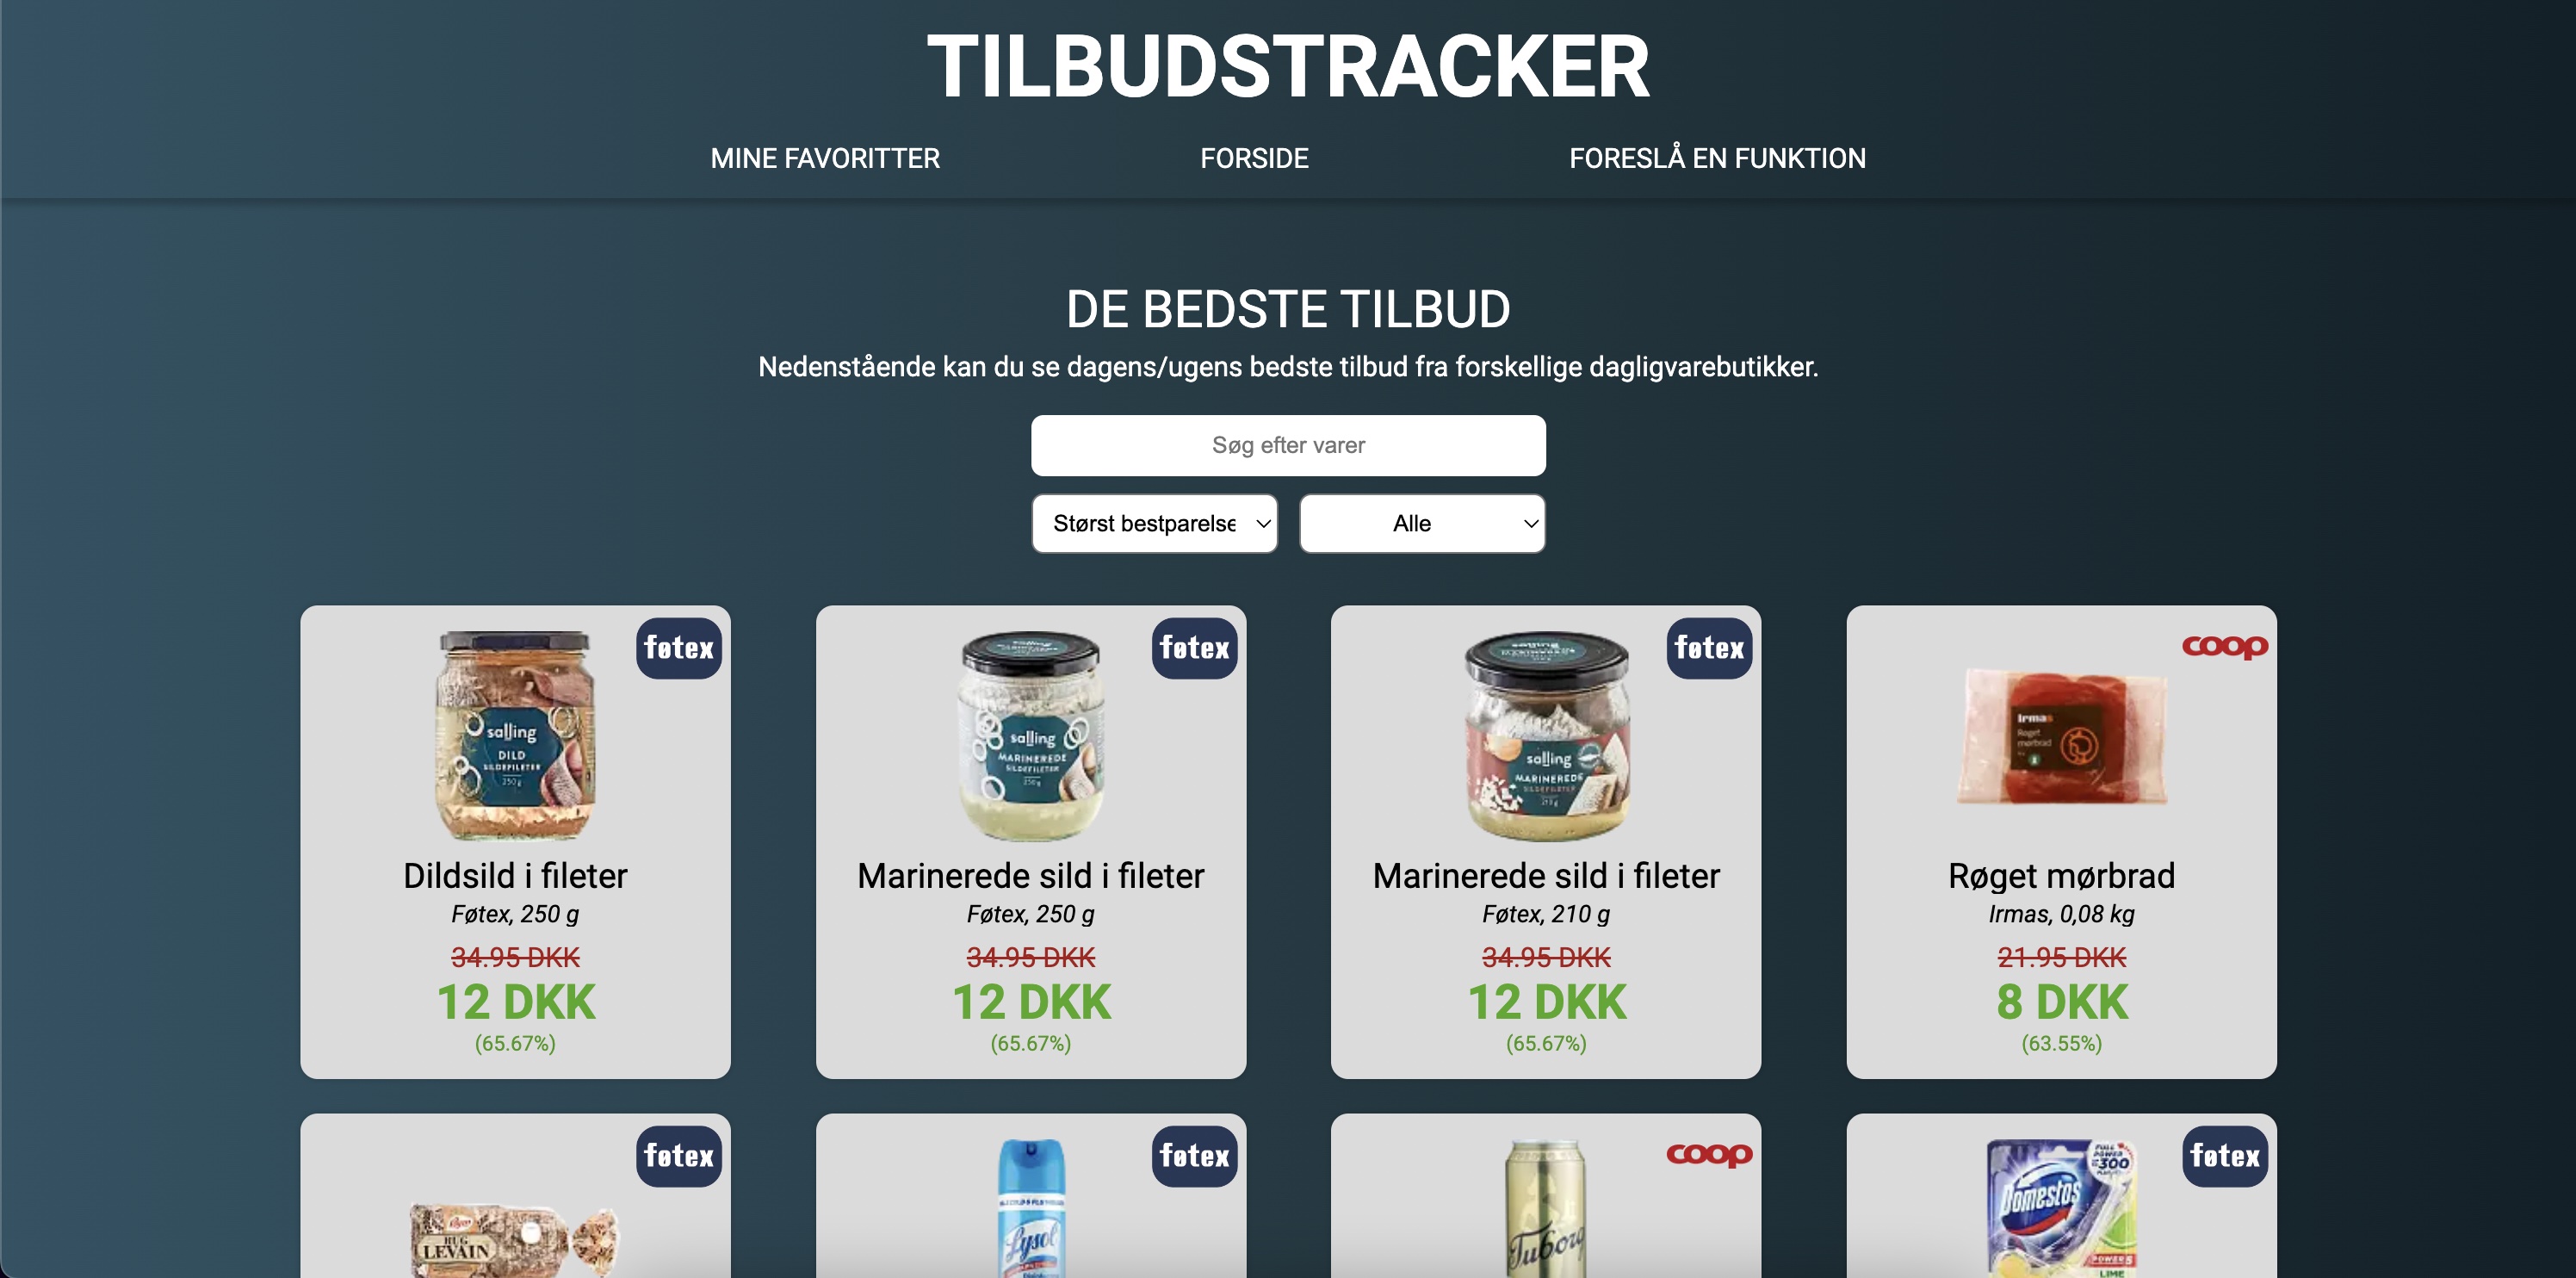 TILBUDSTRACKER
MINE FAVORITTER FORSIDE FORESLÅ EN FUNKTION
DE BEDSTE TILBUD
Nedenstående kan du se dagens/ugens bedste tilbud fra forskellige dagligvarebutikker.
Søg efter varer
Størst bestparelse Alle
føtex
salling
DILD
SILDEFILETER
250 g
Dildsild i fileter
Føtex, 250 g
34.95 DKK
12 DKK
(65.67%)
føtex
salling
MARINEREDE
SILDEFILETER
250 g
Marinerede sild i fileter
Føtex, 250 g
34.95 DKK
12 DKK
(65.67%)
føtex
salling
MARINEREDE
SILDEFILETER
210 g
Marinerede sild i fileter
Føtex, 210 g
34.95 DKK
12 DKK
(65.67%)
coop
Irmas
Røget
mørbrad
Røget mørbrad
Irmas, 0,08 kg
21.95 DKK
8 DKK
(63.55%)
føtex
RUG
LEVAIN
føtex
Lysol
coop
Tuborg
føtex
FULL
POWER
300
Domestos
POWER 5
LIME